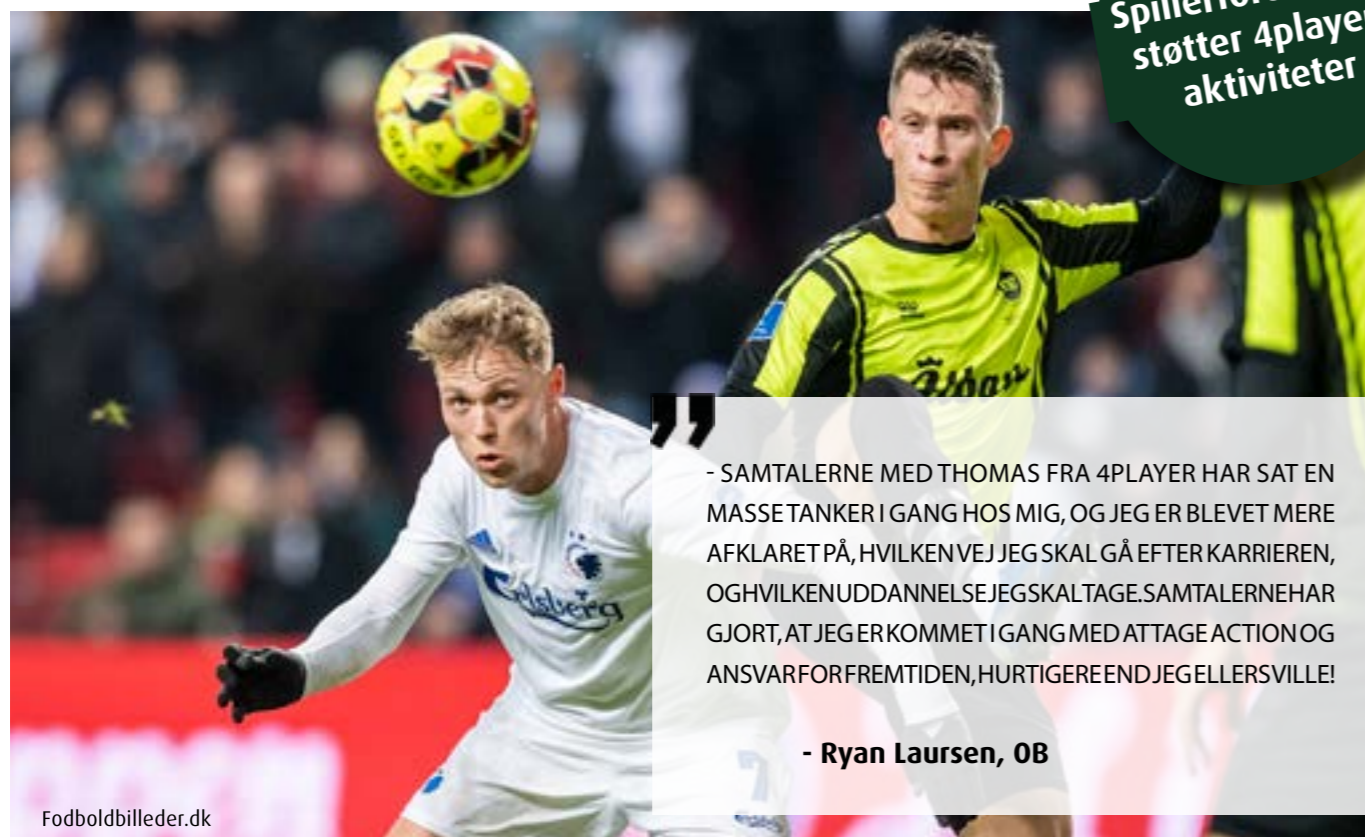 støtter 4player
aktiviteter
SELECT
Carlsberg
Albani
7
"
- SAMTALERNE MED THOMAS FRA 4PLAYER HAR SAT EN
MASSE TANKER I GANG HOS MIG, OG JEG ER BLEVET MERE
AFKLARET PÅ, HVILKEN VEJ JEG SKAL GÅ EFTER KARRIEREN,
OG HVILKEN UDDANNELSE JEG SKAL TAGE. SAMTALERNE HAR
GJORT, AT JEG ER KOMMET I GANG MED AT TAGE ACTION OG
ANSVAR FOR FREMTIDEN, HURTIGERE END JEG ELLERS VILLE!
- Ryan Laursen, OB
Fodboldbilleder.dk